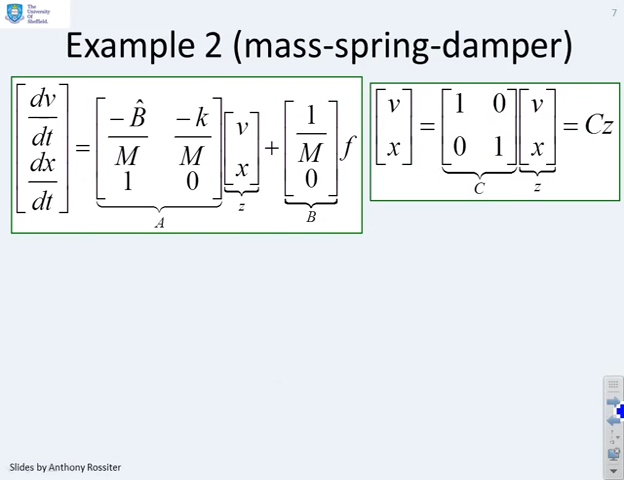 The
University
Of
Sheffield.
7
Example 2 (mass-spring-damper)
[dv/dt; dx/dt] = [−B̂/M −k/M; 1 0] [v; x] + [1/M; 0] f
A z B
[v; x] = [1 0; 0 1] [v; x] = Cz
C z
Slides by Anthony Rossiter